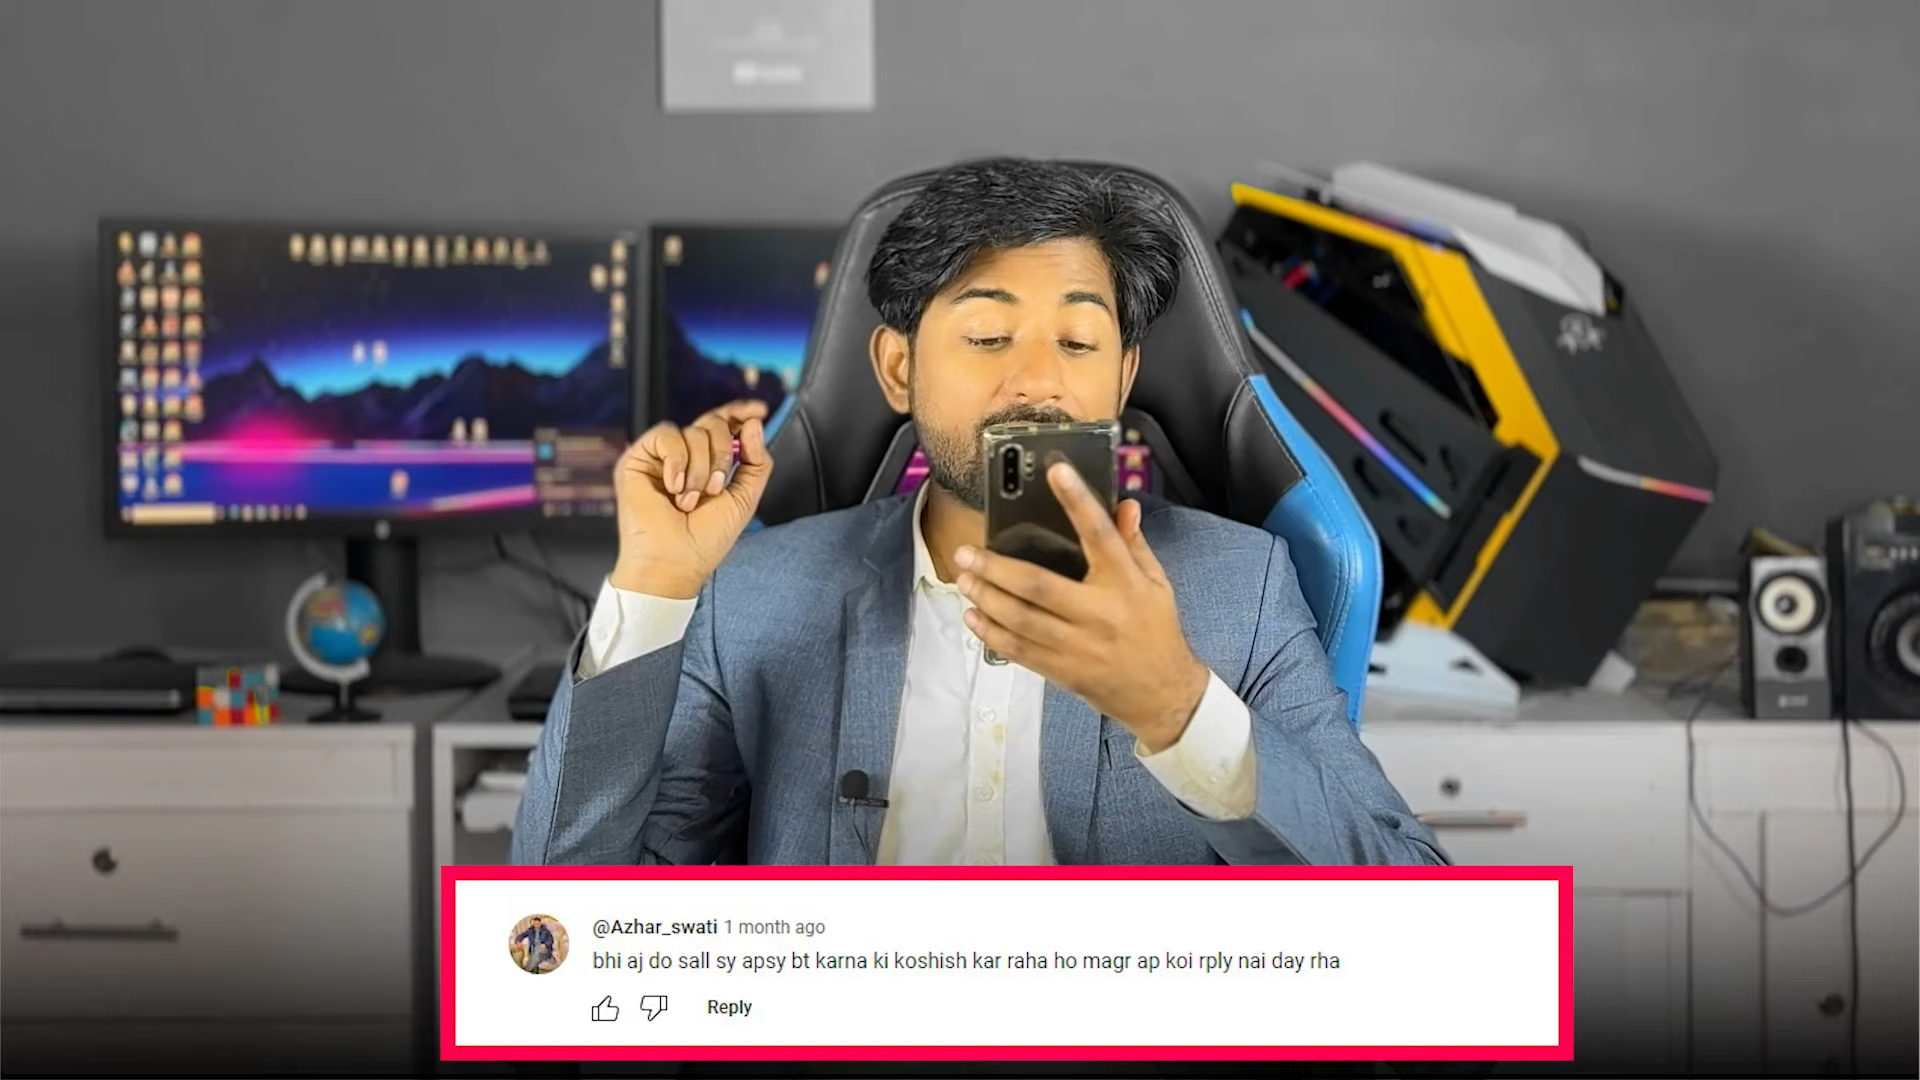 @Azhar_swati 1 month ago
bhi aj do sall sy apsy bt karna ki koshish kar raha ho magr ap koi rply nai day rha
Reply